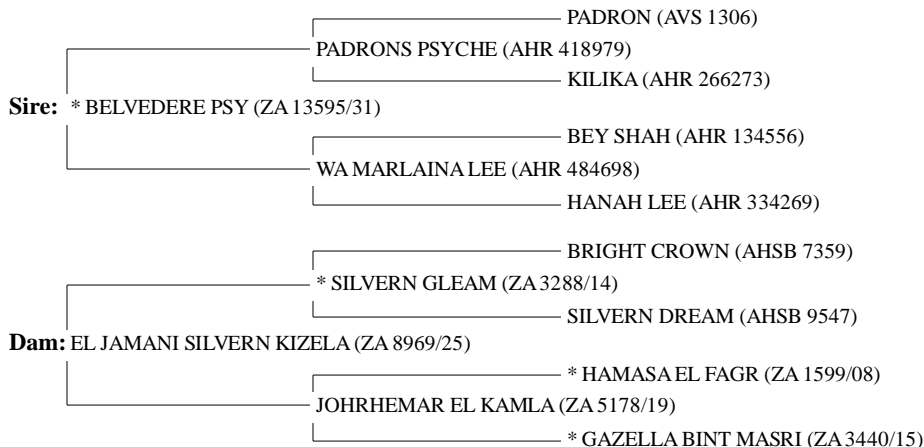 PADRON (AVS 1306)
PADRONS PSYCHE (AHR 418979)
KILIKA (AHR 266273)
Sire: * BELVEDERE PSY (ZA 13595/31)
BEY SHAH (AHR 134556)
WA MARLAINA LEE (AHR 484698)
HANAH LEE (AHR 334269)
BRIGHT CROWN (AHSB 7359)
* SILVERN GLEAM (ZA 3288/14)
SILVERN DREAM (AHSB 9547)
Dam: EL JAMANI SILVERN KIZELA (ZA 8969/25)
* HAMASA EL FAGR (ZA 1599/08)
JOHRHEMAR EL KAMLA (ZA 5178/19)
* GAZELLA BINT MASRI (ZA 3440/15)